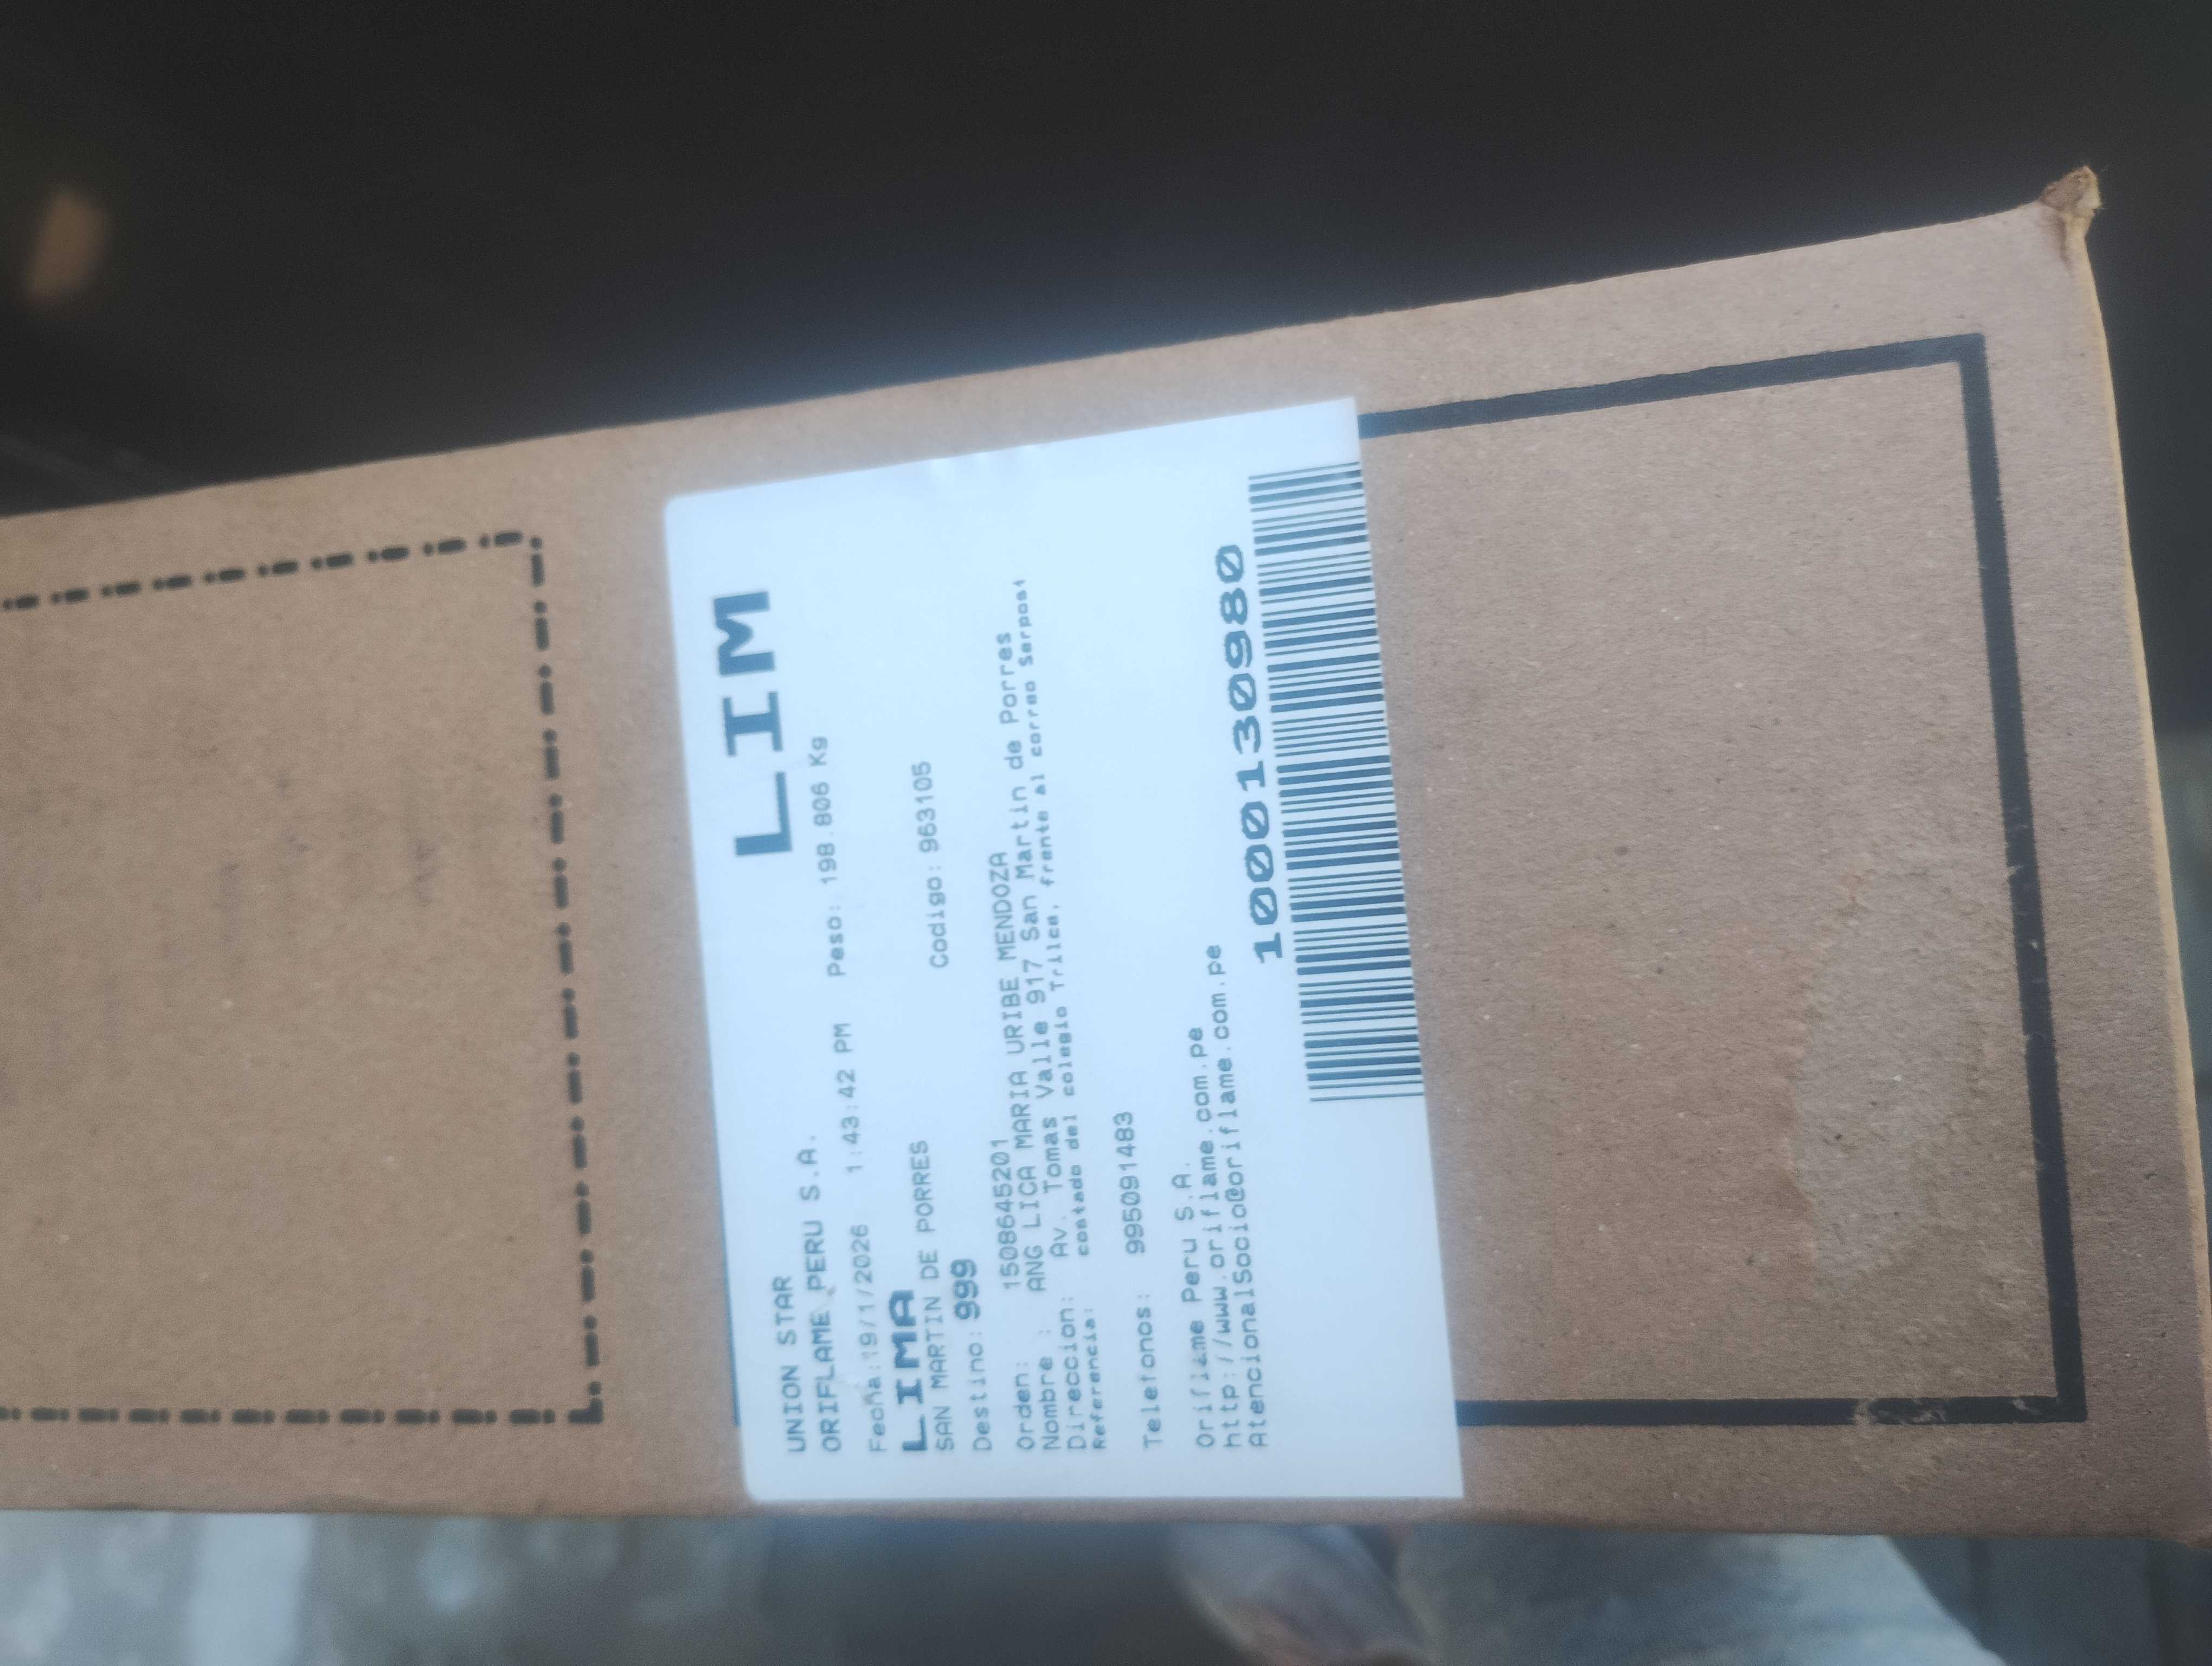 LIM
UNION STAR
ORIFLAME PERU S.A.
Fecha:19/1/2026 1:43:42 PM Peso: 198.806 Kg
LIMA
SAN MARTIN DE PORRES Codigo: 963105
Destino: 999
Orden: 1508645201
Nombre : ANG LICA MARIA URIBE MENDOZA
Direccion: Av. Tomas Valle 917 San Martin de Porres
Referencia: costado del colegio Trilce, frente al correo Serpost
Telefonos: 995091483
Oriflame Peru S.A.
http://www.oriflame.com.pe
AtencionalSocio@oriflame.com.pe
1000130980